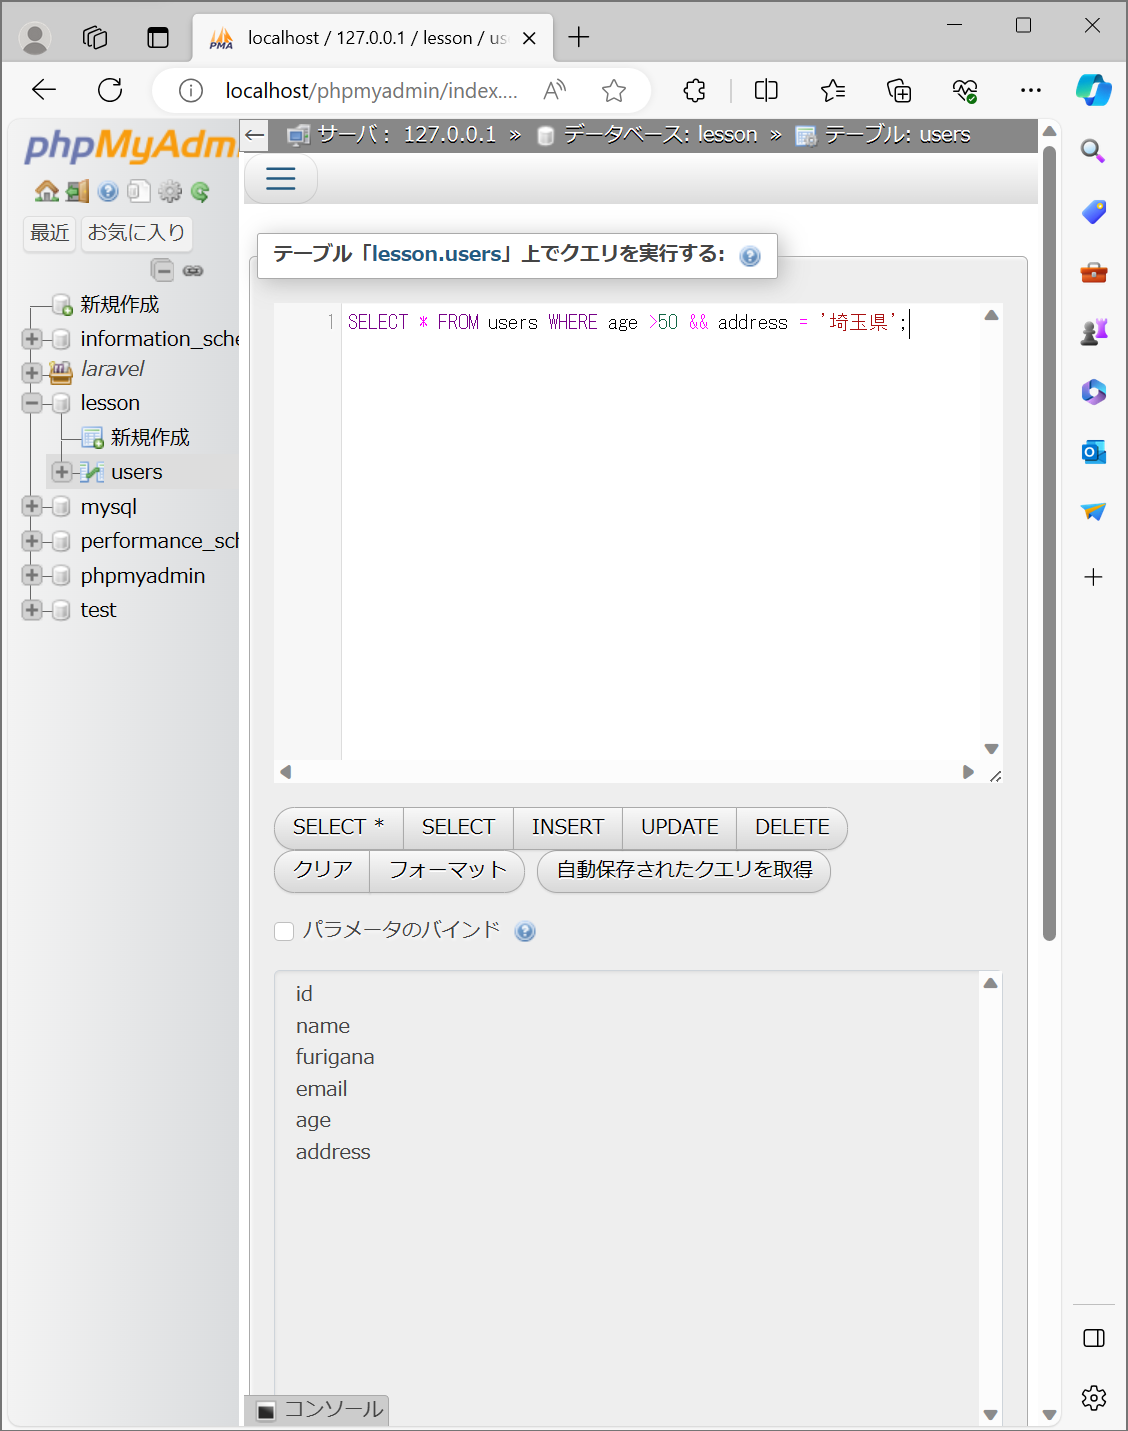 localhost / 127.0.0.1 / lesson / us
localhost/phpmyadmin/index....
phpMyAdm
サーバ: 127.0.0.1 » データベース: lesson » テーブル: users
最近 お気に入り
新規作成
information_sche
laravel
lesson
新規作成
users
mysql
performance_sch
phpmyadmin
test
テーブル「lesson.users」上でクエリを実行する:
1 SELECT * FROM users WHERE age >50 && address = '埼玉県';
SELECT * SELECT INSERT UPDATE DELETE
クリア フォーマット 自動保存されたクエリを取得
パラメータのバインド
id
name
furigana
email
age
address
コンソール